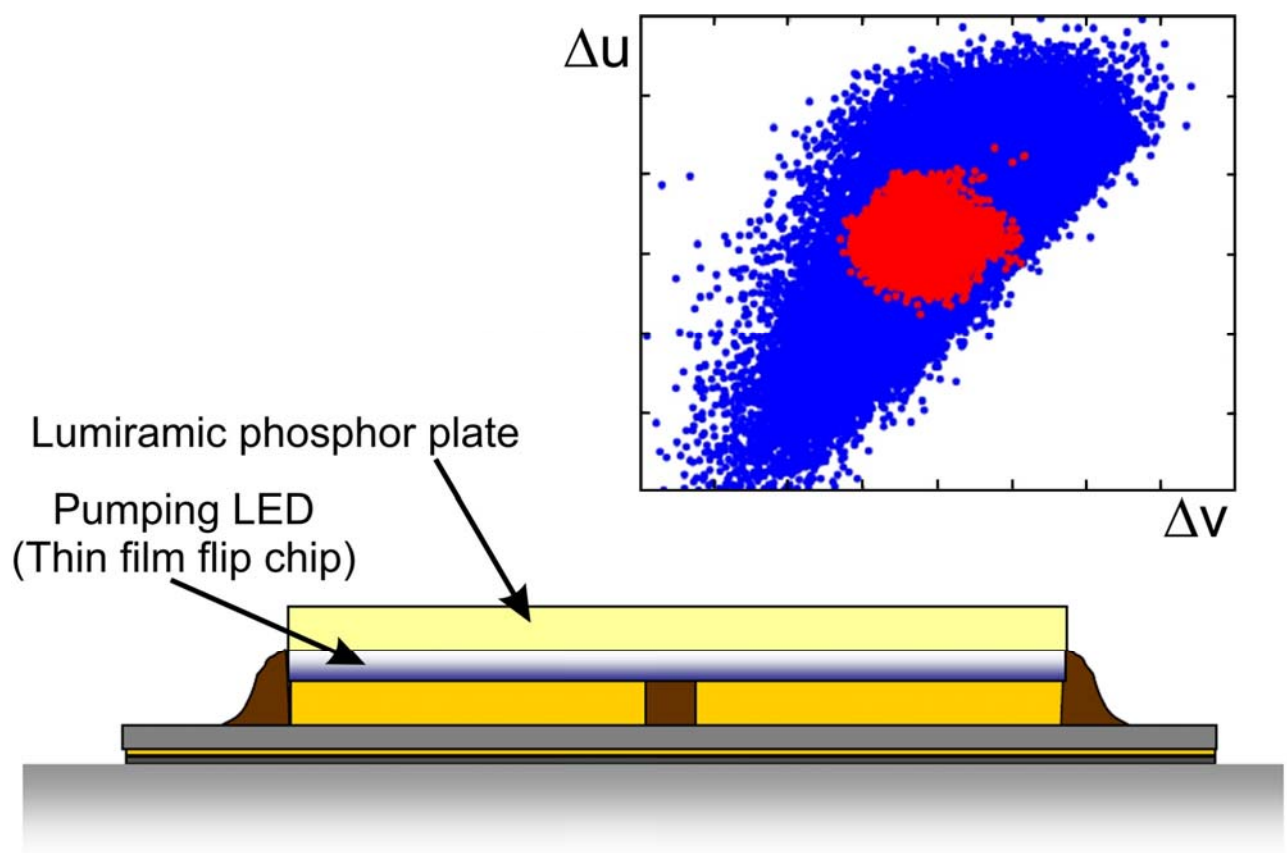 Δu
Δv
Lumiramic phosphor plate
Pumping LED
(Thin film flip chip)